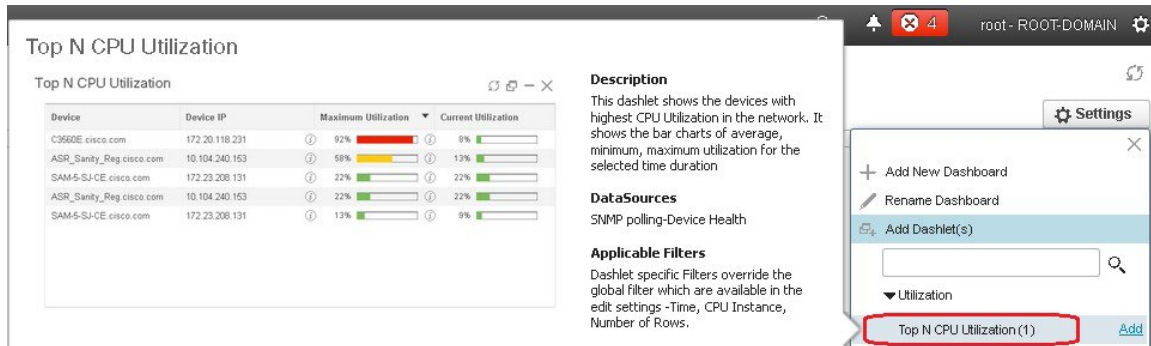 4
root - ROOT-DOMAIN
Top N CPU Utilization
Top N CPU Utilization
Device Device IP Maximum Utilization Current Utilization
C3560E.cisco.com 172.20.118.231 92% 8%
ASR_Sanity_Reg.cisco.com 10.104.240.153 58% 13%
SAM-5-SJ-CE.cisco.com 172.23.208.131 22% 22%
ASR_Sanity_Reg.cisco.com 10.104.240.153 22% 22%
SAM-5-SJ-CE.cisco.com 172.23.208.131 13% 9%
Description
This dashlet shows the devices with
highest CPU Utilization in the network. It
shows the bar charts of average,
minimum, maximum utilization for the
selected time duration
DataSources
SNMP polling-Device Health
Applicable Filters
Dashlet specific Filters override the
global filter which are available in the
edit settings -Time, CPU Instance,
Number of Rows.
Settings
Add New Dashboard
Rename Dashboard
Add Dashlet(s)
Utilization
Top N CPU Utilization (1) Add